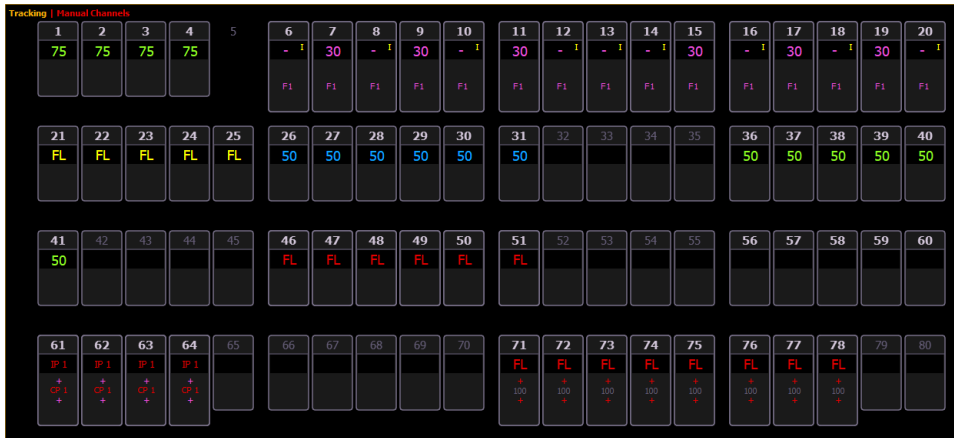 Tracking | Manual Channels
1 2 3 4 5 6 7 8 9 10 11 12 13 14 15 16 17 18 19 20
75 75 75 75 - I 30 - I 30 - I 30 - I - I - I 30 - I 30 - I 30 - I
F1 F1 F1 F1 F1 F1 F1 F1 F1 F1 F1 F1 F1 F1 F1
21 22 23 24 25 26 27 28 29 30 31 32 33 34 35 36 37 38 39 40
FL FL FL FL FL 50 50 50 50 50 50 50 50 50 50 50
41 42 43 44 45 46 47 48 49 50 51 52 53 54 55 56 57 58 59 60
50 FL FL FL FL FL FL
61 62 63 64 65 66 67 68 69 70 71 72 73 74 75 76 77 78 79 80
IP 1 IP 1 IP 1 IP 1 FL FL FL FL FL FL FL FL
+ + + + + + + + + + + +
CP 1 CP 1 CP 1 CP 1 100 100 100 100 100 100 100 100
+ + + + + + + + + + + +